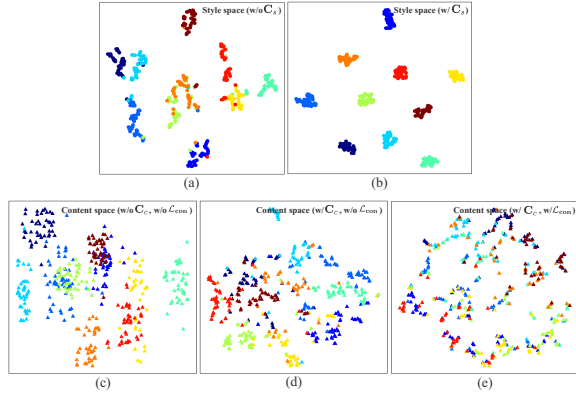 Style space (w/o C_s)
Style space (w/ C_s)
(a)
(b)
Content space (w/o C_c, w/o ℒ_con)
Content space (w/ C_c, w/o ℒ_con)
Content space (w/ C_c, w/ℒ_con)
(c)
(d)
(e)